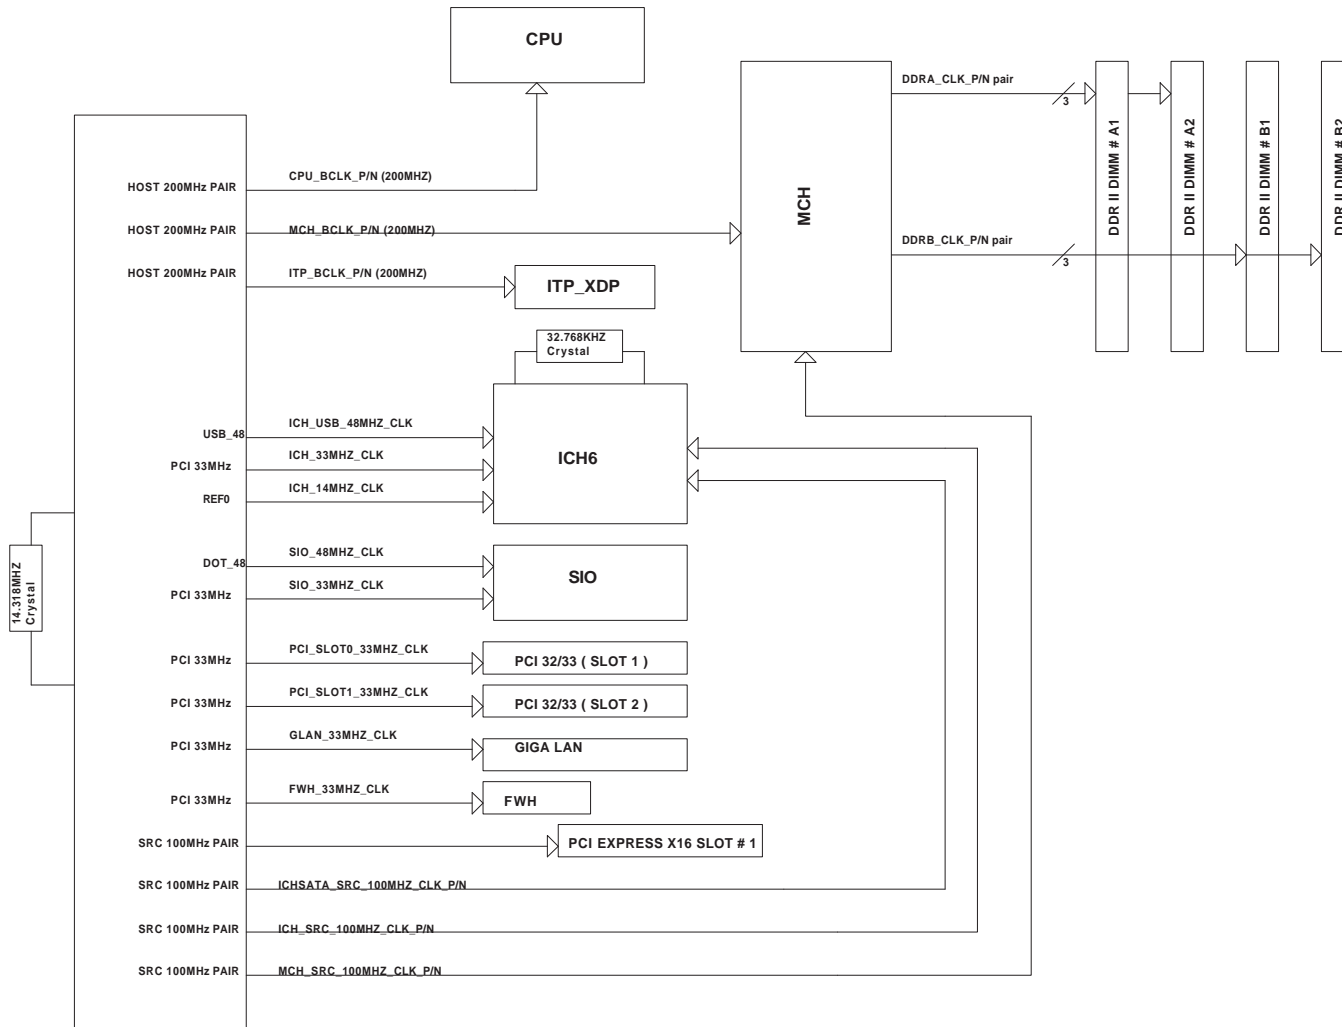 CPU
DDRA_CLK_P/N pair
3
DDR II DIMM # A1
DDR II DIMM # A2
DDR II DIMM # B1
DDR II DIMM # B2
MCH
HOST 200MHz PAIR
CPU_BCLK_P/N (200MHZ)
HOST 200MHz PAIR
MCH_BCLK_P/N (200MHZ)
DDRB_CLK_P/N pair
3
HOST 200MHz PAIR
ITP_BCLK_P/N (200MHZ)
ITP_XDP
32.768KHZ
Crystal
USB_48
ICH_USB_48MHZ_CLK
PCI 33MHz
ICH_33MHZ_CLK
ICH6
REF0
ICH_14MHZ_CLK
14.318MHZ
Crystal
DOT_48
SIO_48MHZ_CLK
SIO
PCI 33MHz
SIO_33MHZ_CLK
PCI 33MHz
PCI_SLOT0_33MHZ_CLK
PCI 32/33 ( SLOT 1 )
PCI 33MHz
PCI_SLOT1_33MHZ_CLK
PCI 32/33 ( SLOT 2 )
PCI 33MHz
GLAN_33MHZ_CLK
GIGA LAN
PCI 33MHz
FWH_33MHZ_CLK
FWH
SRC 100MHz PAIR
PCI EXPRESS X16 SLOT # 1
SRC 100MHz PAIR
ICHSATA_SRC_100MHZ_CLK_P/N
SRC 100MHz PAIR
ICH_SRC_100MHZ_CLK_P/N
SRC 100MHz PAIR
MCH_SRC_100MHZ_CLK_P/N